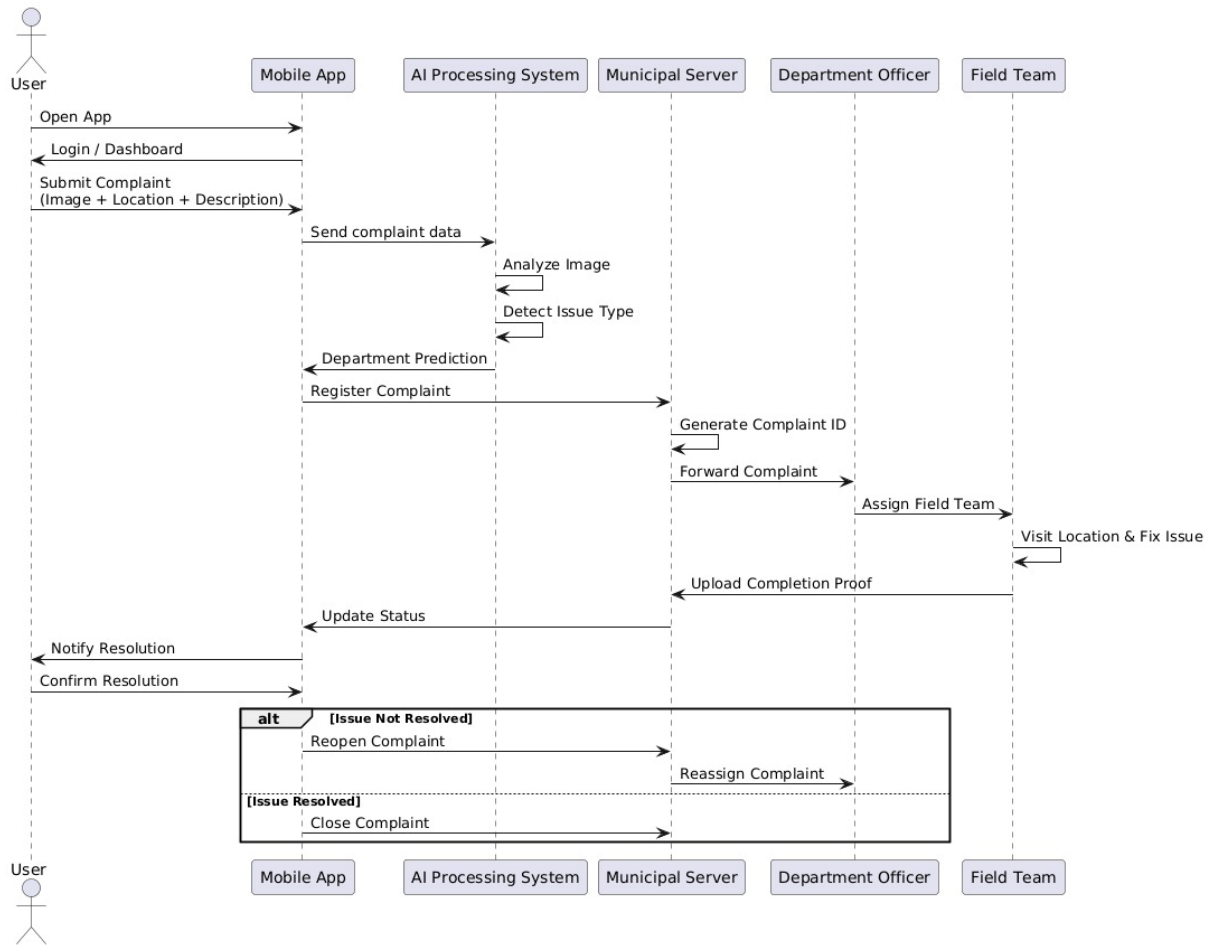 User
Mobile App
AI Processing System
Municipal Server
Department Officer
Field Team
Open App
Login / Dashboard
Submit Complaint
(Image + Location + Description)
Send complaint data
Analyze Image
Detect Issue Type
Department Prediction
Register Complaint
Generate Complaint ID
Forward Complaint
Assign Field Team
Visit Location & Fix Issue
Upload Completion Proof
Update Status
Notify Resolution
Confirm Resolution
alt
[Issue Not Resolved]
Reopen Complaint
Reassign Complaint
[Issue Resolved]
Close Complaint
User
Mobile App
AI Processing System
Municipal Server
Department Officer
Field Team